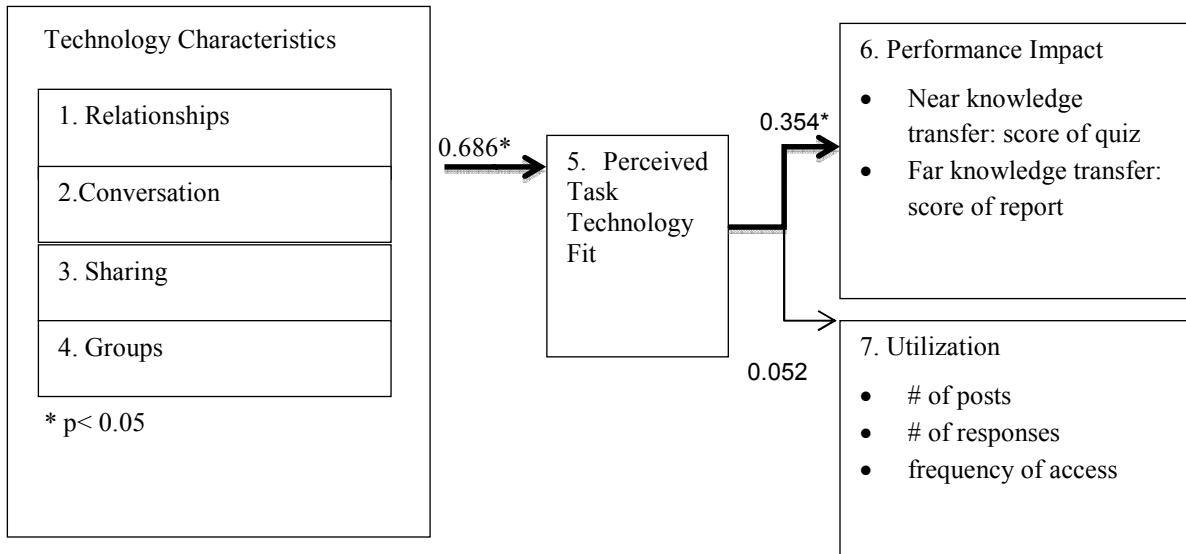 Technology Characteristics
1. Relationships
2.Conversation
3. Sharing
4. Groups
* p< 0.05
0.686*
5. Perceived
Task
Technology
Fit
0.354*
0.052
6. Performance Impact
• Near knowledge
transfer: score of quiz
• Far knowledge transfer:
score of report
7. Utilization
• # of posts
• # of responses
• frequency of access